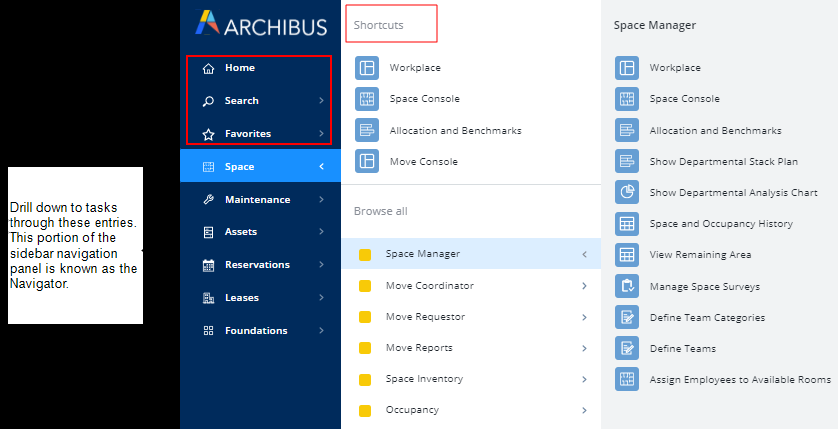 Drill down to tasks
through these entries.
This portion of the
sidebar navigation
panel is known as the
Navigator.
ARCHIBUS
Home
Search
Favorites
Space
Maintenance
Assets
Reservations
Leases
Foundations
Shortcuts
Workplace
Space Console
Allocation and Benchmarks
Move Console
Browse all
Space Manager
Move Coordinator
Move Requestor
Move Reports
Space Inventory
Occupancy
Space Manager
Workplace
Space Console
Allocation and Benchmarks
Show Departmental Stack Plan
Show Departmental Analysis Chart
Space and Occupancy History
View Remaining Area
Manage Space Surveys
Define Team Categories
Define Teams
Assign Employees to Available Rooms